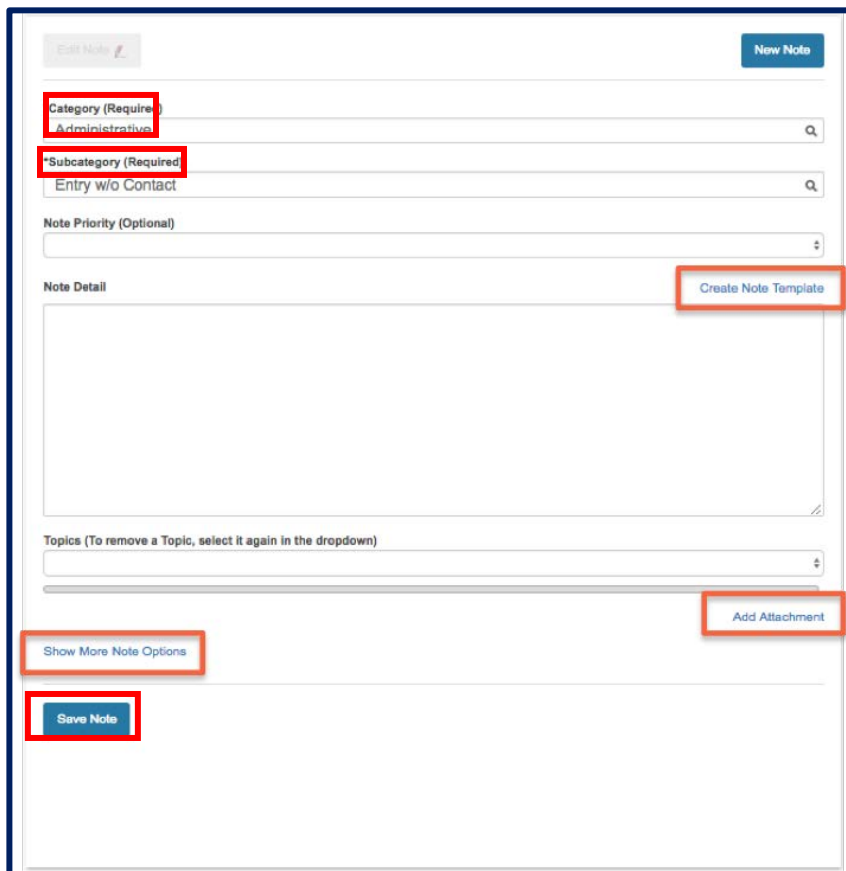 Edit Note
New Note
Category (Required)
Administrative
*Subcategory (Required)
Entry w/o Contact
Note Priority (Optional)
Note Detail
Create Note Template
Topics (To remove a Topic, select it again in the dropdown)
Add Attachment
Show More Note Options
Save Note